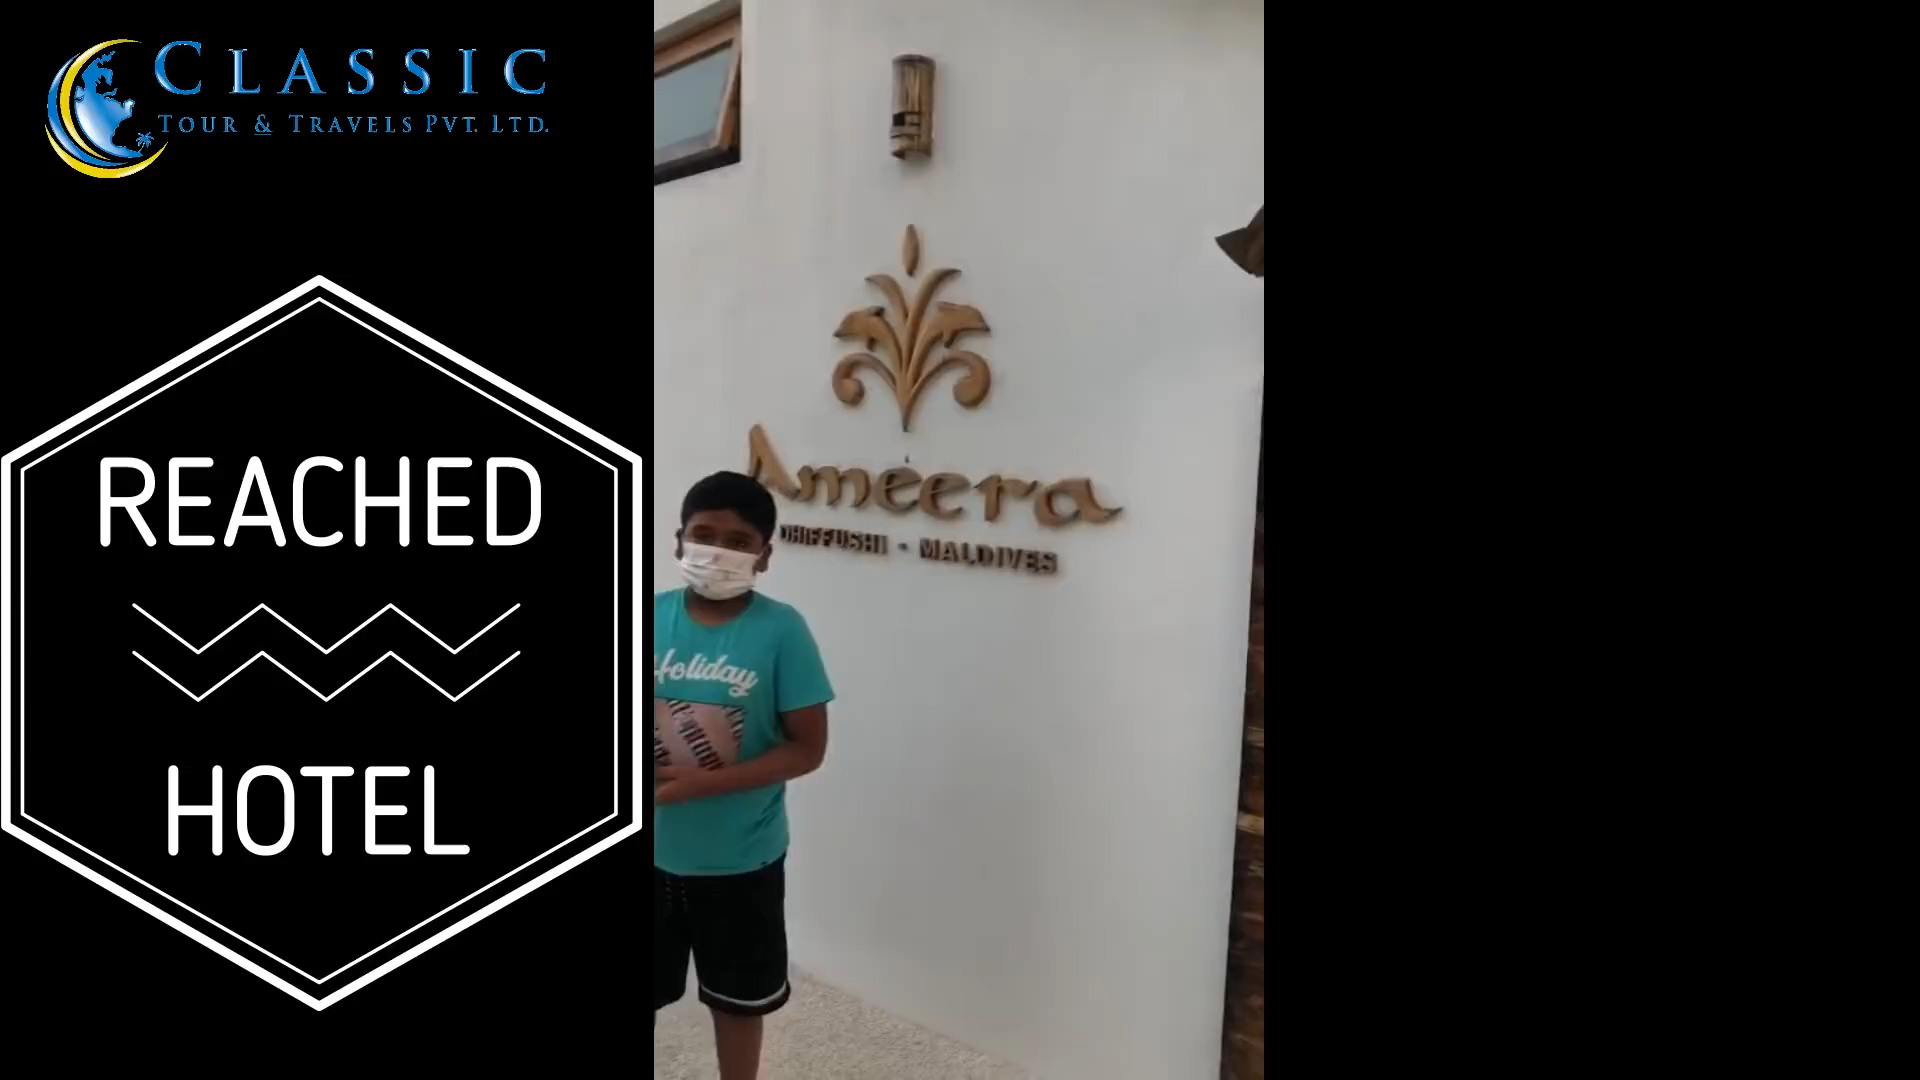 CLASSIC
TOUR & TRAVELS PVT. LTD.
REACHED
HOTEL
Ameera
DHIFFUSHI - MALDIVES
Holiday